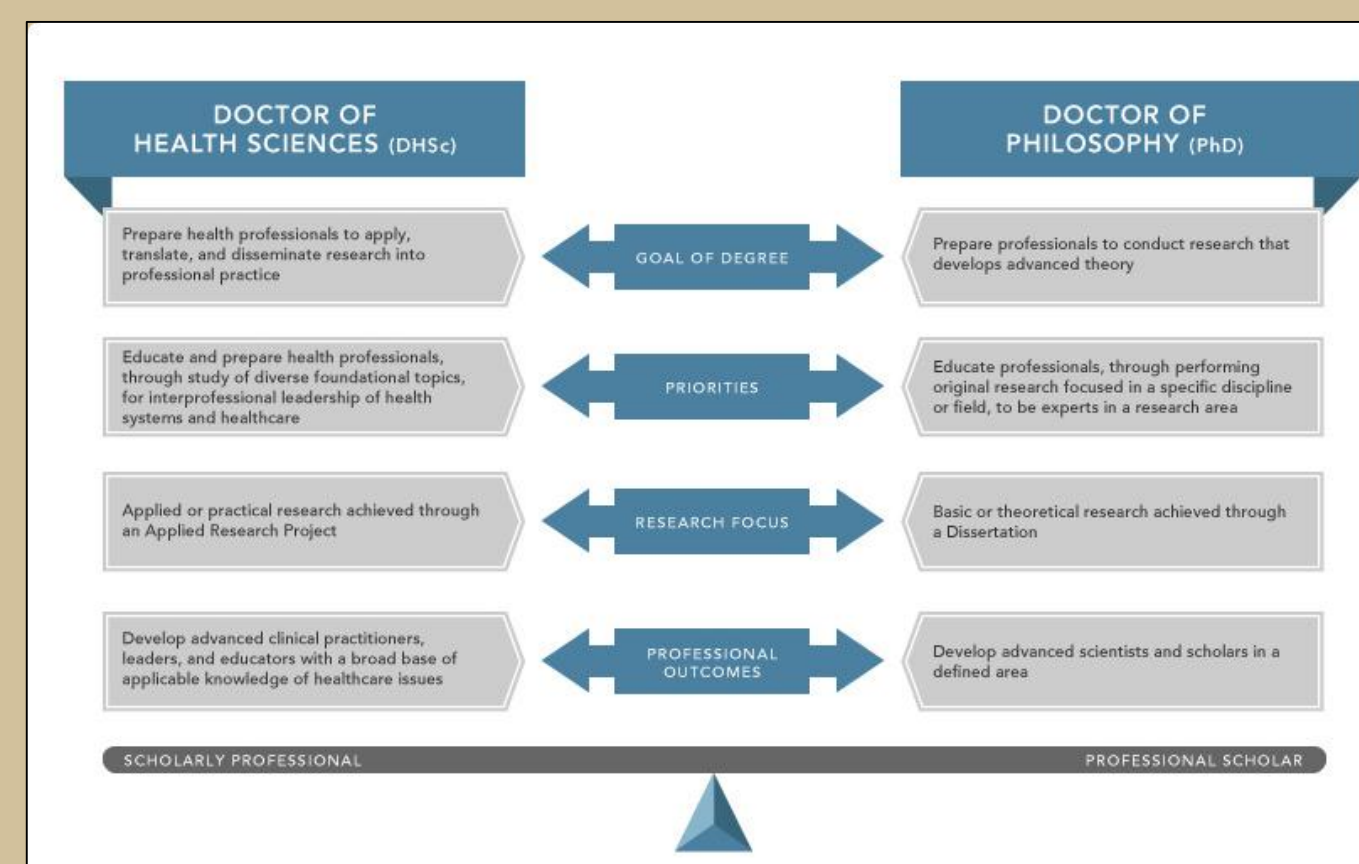 DOCTOR OF
HEALTH SCIENCES (DHSc)
DOCTOR OF
PHILOSOPHY (PhD)
Prepare health professionals to apply,
translate, and disseminate research into
professional practice
GOAL OF DEGREE
Prepare professionals to conduct research that
develops advanced theory
Educate and prepare health professionals,
through study of diverse foundational topics,
for interprofessional leadership of health
systems and healthcare
PRIORITIES
Educate professionals, through performing
original research focused in a specific discipline
or field, to be experts in a research area
Applied or practical research achieved through
an Applied Research Project
RESEARCH FOCUS
Basic or theoretical research achieved through
a Dissertation
Develop advanced clinical practitioners,
leaders, and educators with a broad base of
applicable knowledge of healthcare issues
PROFESSIONAL
OUTCOMES
Develop advanced scientists and scholars in a
defined area
SCHOLARLY PROFESSIONAL
PROFESSIONAL SCHOLAR